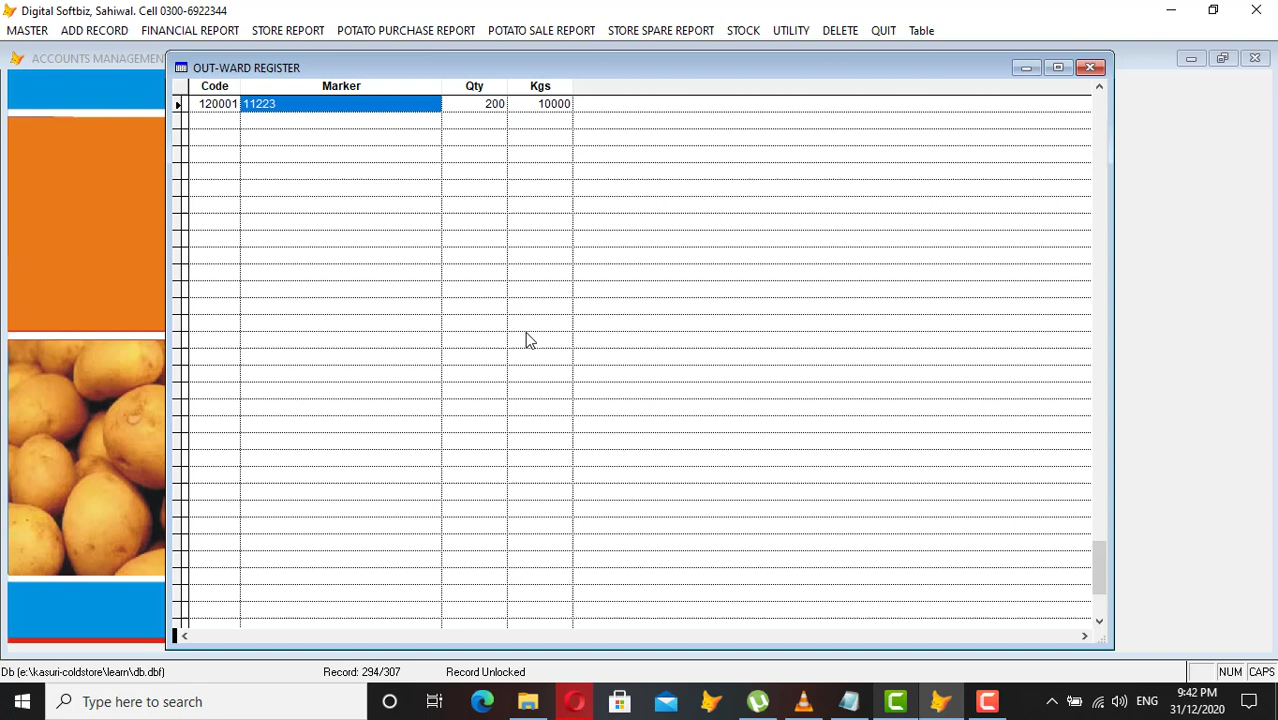 Digital Softbiz, Sahiwal. Cell 0300-6922344
MASTER ADD RECORD FINANCIAL REPORT STORE REPORT POTATO PURCHASE REPORT POTATO SALE REPORT STORE SPARE REPORT STOCK UTILITY DELETE QUIT Table
ACCOUNTS MANAGEMEN
OUT-WARD REGISTER
Code Marker Qty Kgs
120001 11223 200 10000
Db (e:\kasuri-coldstore\learn\db.dbf) Record: 294/307 Record Unlocked NUM CAPS
Type here to search
ENG
9:42 PM
31/12/2020